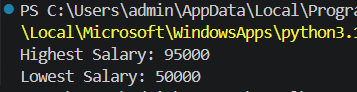 PS C:\Users\admin\AppData\Local\Progra
\Local\Microsoft\WindowsApps\python3.1
Highest Salary: 95000
Lowest Salary: 50000